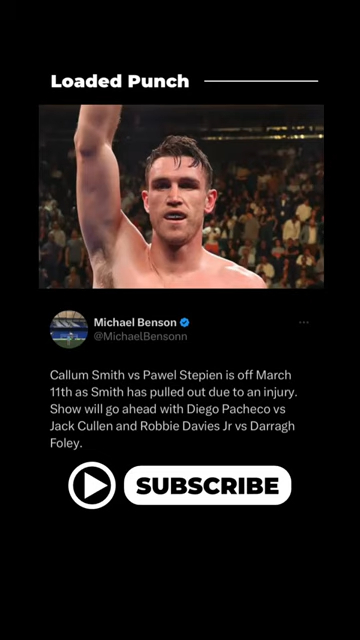 Loaded Punch
Michael Benson
@MichaelBensonn
Callum Smith vs Pawel Stepien is off March
11th as Smith has pulled out due to an injury.
Show will go ahead with Diego Pacheco vs
Jack Cullen and Robbie Davies Jr vs Darragh
Foley.
SUBSCRIBE